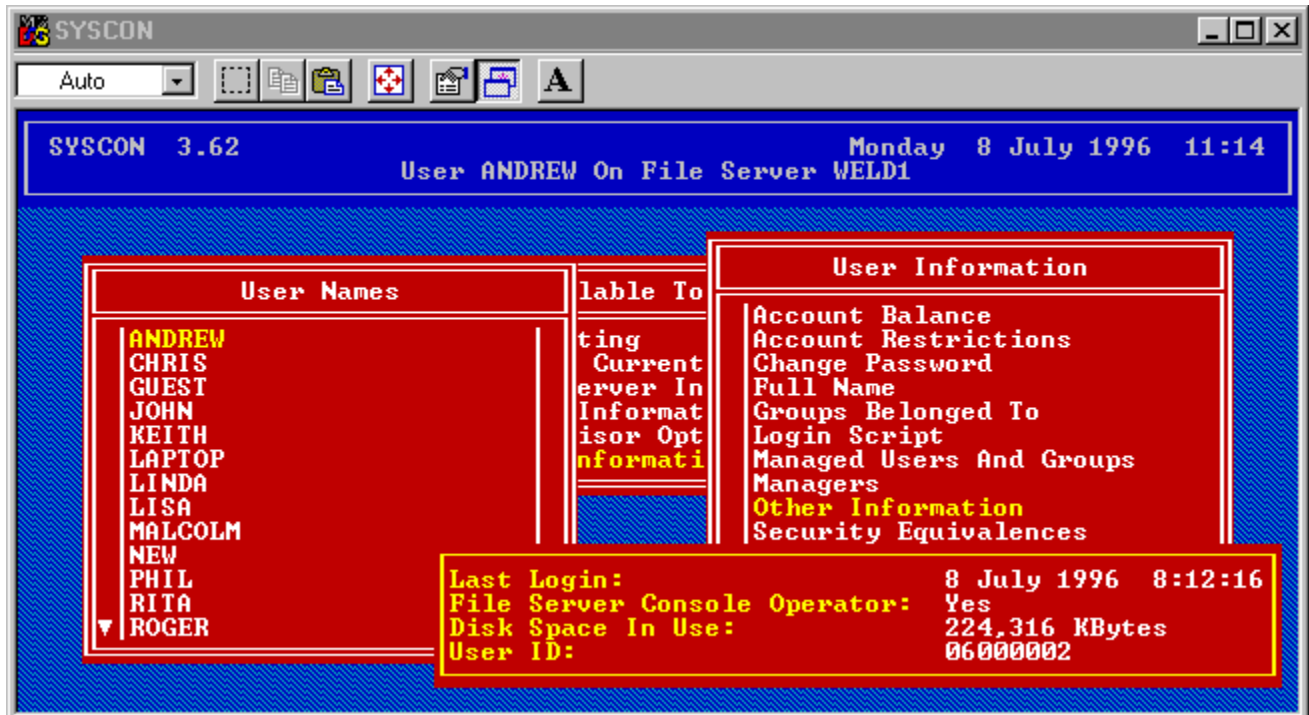 SYSCON
Auto
A
SYSCON 3.62
Monday 8 July 1996 11:14
User ANDREW On File Server WELD1
User Names
ANDREW
CHRIS
GUEST
JOHN
KEITH
LAPTOP
LINDA
LISA
MALCOLM
NEW
PHIL
RITA
ROGER
lable To
ting
Current
erver In
Informat
isor Opt
nformati
User Information
Account Balance
Account Restrictions
Change Password
Full Name
Groups Belonged To
Login Script
Managed Users And Groups
Managers
Other Information
Security Equivalences
Last Login: 8 July 1996 8:12:16
File Server Console Operator: Yes
Disk Space In Use: 224,316 KBytes
User ID: 06000002